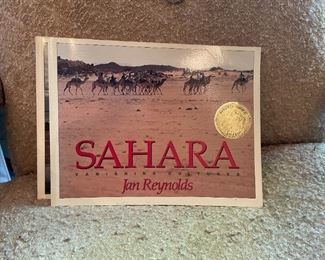 SAHARA
VANISHING CULTURES
Jan Reynolds